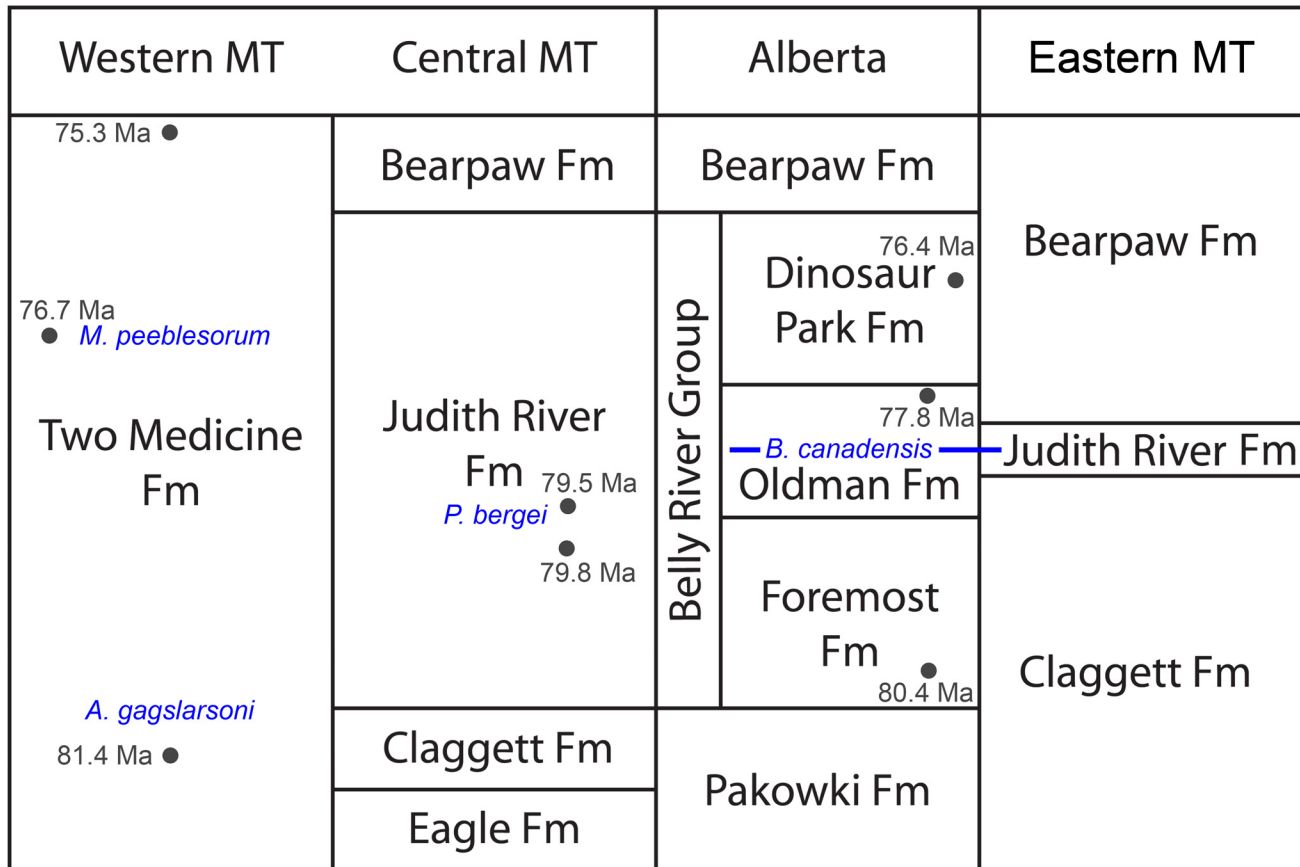 Western MT
Central MT
Alberta
Eastern MT
75.3 Ma
76.7 Ma
M. peeblesorum
Two Medicine
Fm
A. gagslarsoni
81.4 Ma
Bearpaw Fm
Judith River
Fm
79.5 Ma
P. bergei
79.8 Ma
Claggett Fm
Eagle Fm
Bearpaw Fm
Belly River Group
76.4 Ma
Dinosaur
Park Fm
77.8 Ma
B. canadensis
Oldman Fm
Foremost
Fm
80.4 Ma
Pakowki Fm
Bearpaw Fm
Judith River Fm
Claggett Fm